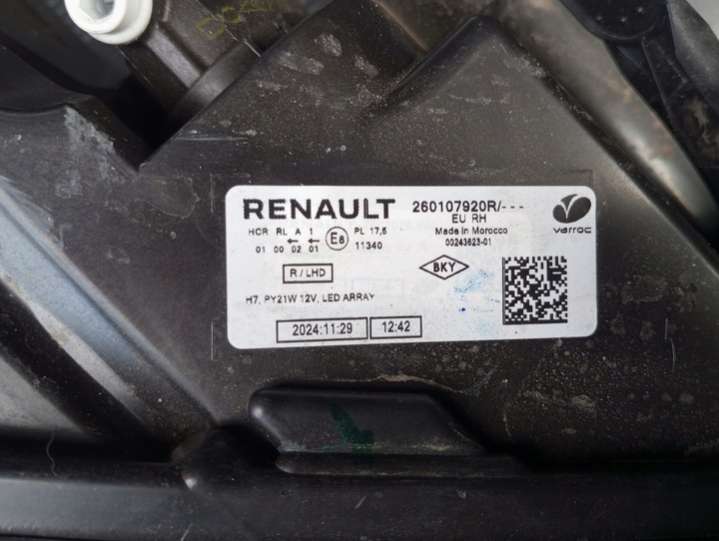 RENAULT
260107920R/---
EU RH
Made in Morocco
00243623-01
varroc
HCR RL A 1
E8
PL 17,5
01 00 02 01
11340
R / LHD
BKY
H7, PY21W 12V, LED ARRAY
2024:11:29
12:42